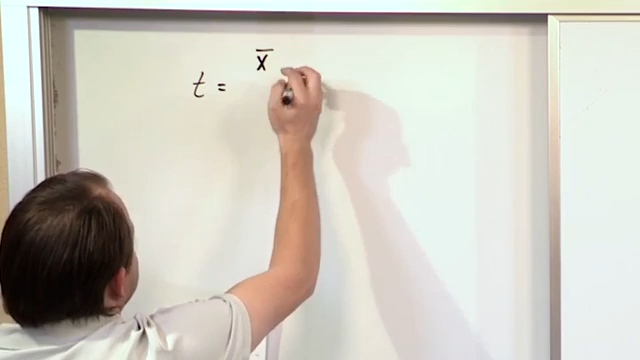 t = x̄